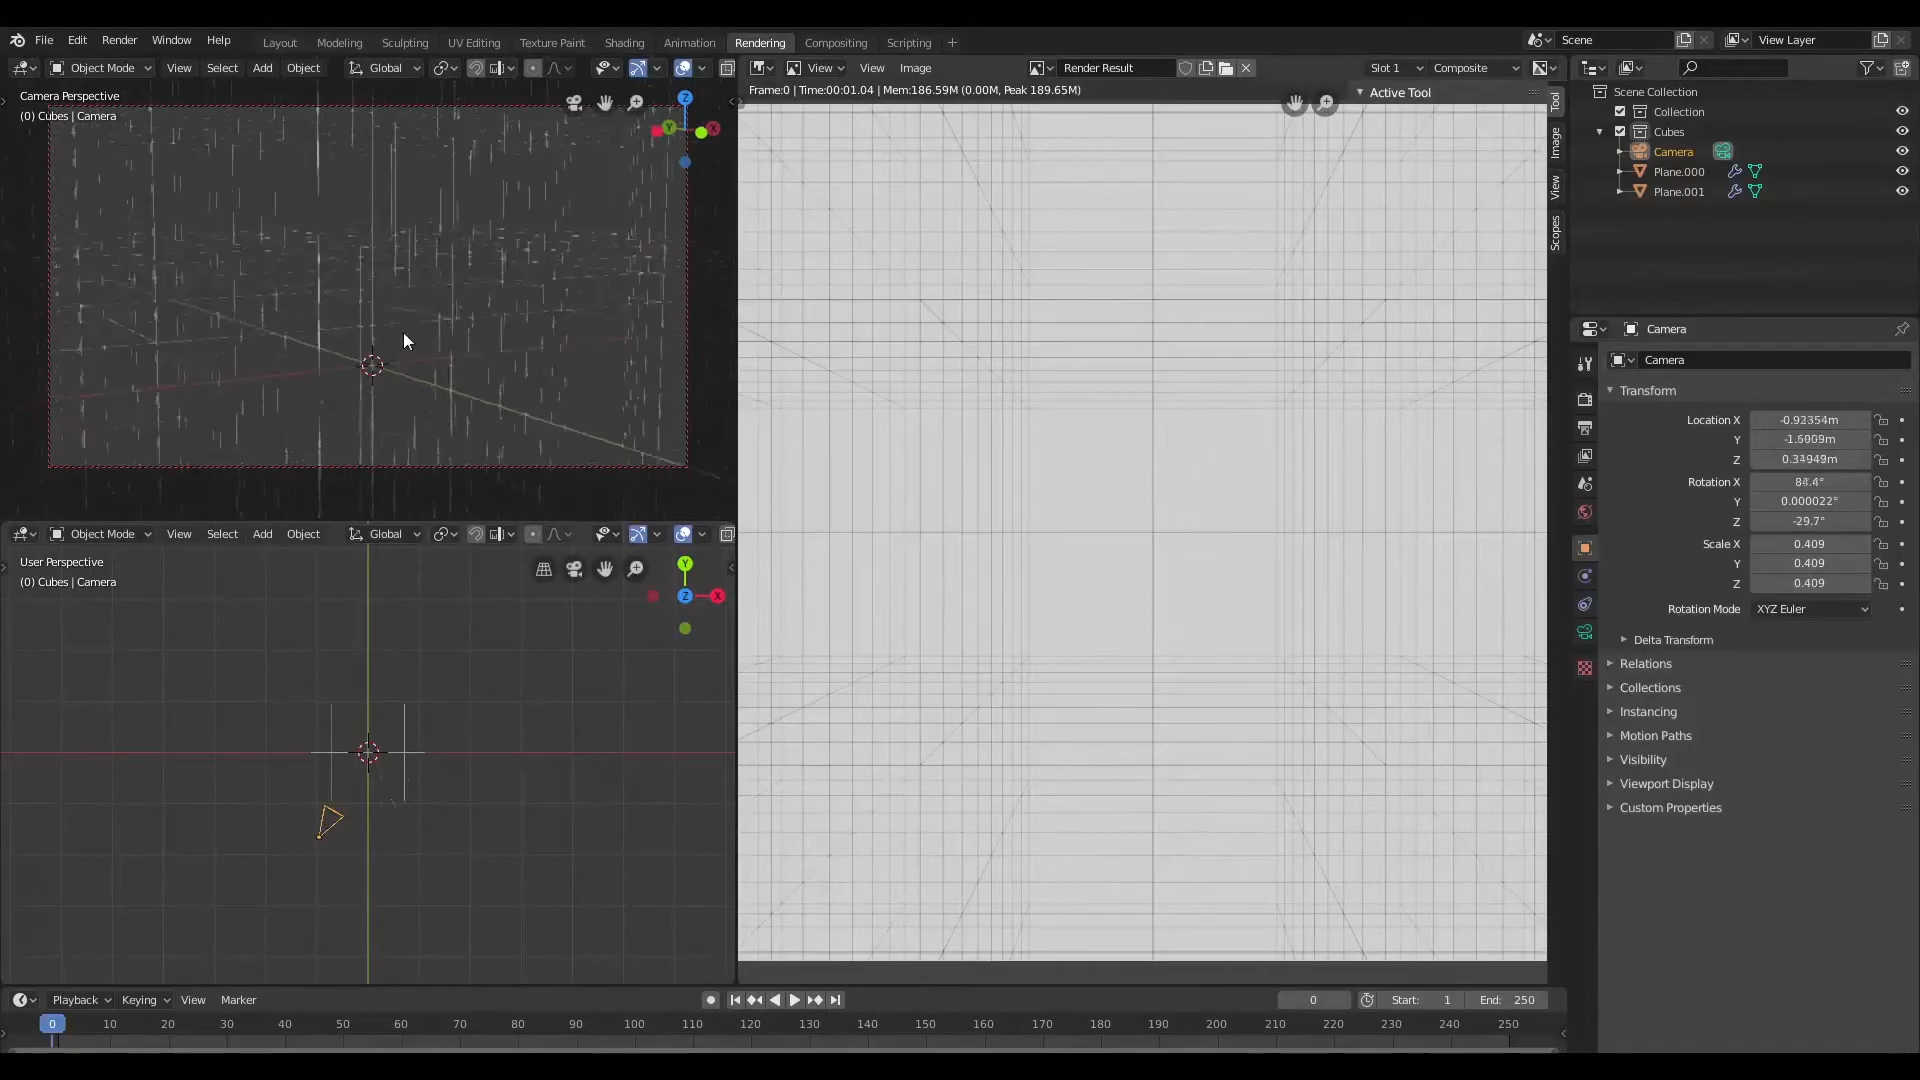 File Edit Render Window Help
Layout Modeling Sculpting UV Editing Texture Paint Shading Animation Rendering Compositing Scripting +
Scene
View Layer
Object Mode View Select Add Object Global
View View Image Render Result Slot 1 Composite
Camera Perspective
(0) Cubes | Camera
Z
Y
X
Frame:0 | Time:00:01.04 | Mem:186.59M (0.00M, Peak 189.65M)
Active Tool
Tool
Image
View
Scopes
Scene Collection
Collection
Cubes
Camera
Plane.000
Plane.001
Camera
Camera
Transform
Location X
Y
Z
Rotation X
Y 0.000022°
Z -29.7°
Scale X 0.409
Y 0.409
Z 0.409
Rotation Mode XYZ Euler
Delta Transform
Relations
Collections
Instancing
Motion Paths
Visibility
Viewport Display
Custom Properties
Object Mode View Select Add Object Global
User Perspective
(0) Cubes | Camera
Y
Z
X
Playback Keying View Marker
0 Start: 1 End: 250
0 10 20 30 40 50 60 70 80 90 100 110 120 130 140 150 160 170 180 190 200 210 220 230 240 250